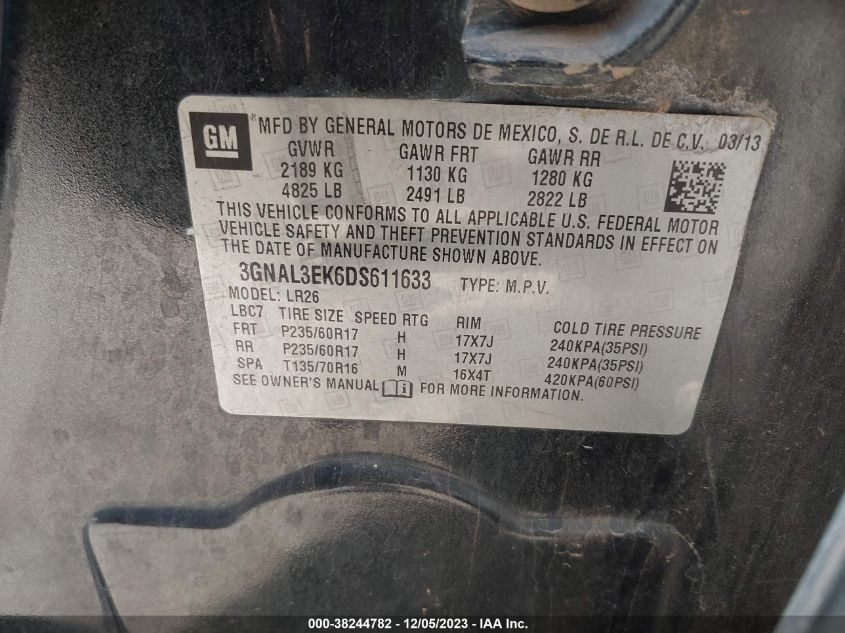 GM
*MFD BY GENERAL MOTORS DE MEXICO, S. DE R.L. DE C.V. 03/13
GVWR GAWR FRT GAWR RR
2189 KG 1130 KG 1280 KG
4825 LB 2491 LB 2822 LB
THIS VEHICLE CONFORMS TO ALL APPLICABLE U.S. FEDERAL MOTOR
VEHICLE SAFETY AND THEFT PREVENTION STANDARDS IN EFFECT ON
THE DATE OF MANUFACTURE SHOWN ABOVE.
3GNAL3EK6DS611633 TYPE: M.P.V.
MODEL: LR26
LBC7 TIRE SIZE SPEED RTG RIM COLD TIRE PRESSURE
FRT P235/60R17 H 17X7J 240KPA(35PSI)
RR P235/60R17 H 17X7J 240KPA(35PSI)
SPA T135/70R16 M 16X4T 420KPA(60PSI)
SEE OWNER'S MANUAL i FOR MORE INFORMATION.
000-38244782 - 12/05/2023 - IAA Inc.